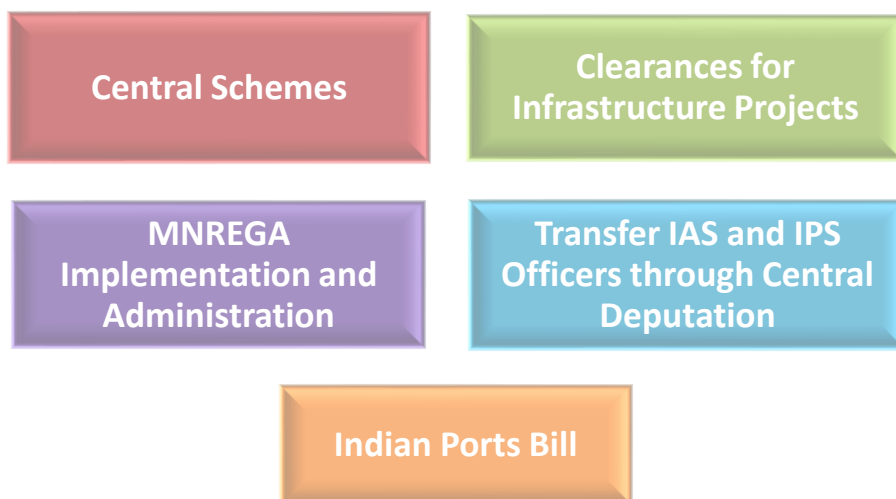 Central Schemes
Clearances for
Infrastructure Projects
MNREGA
Implementation and
Administration
Transfer IAS and IPS
Officers through Central
Deputation
Indian Ports Bill